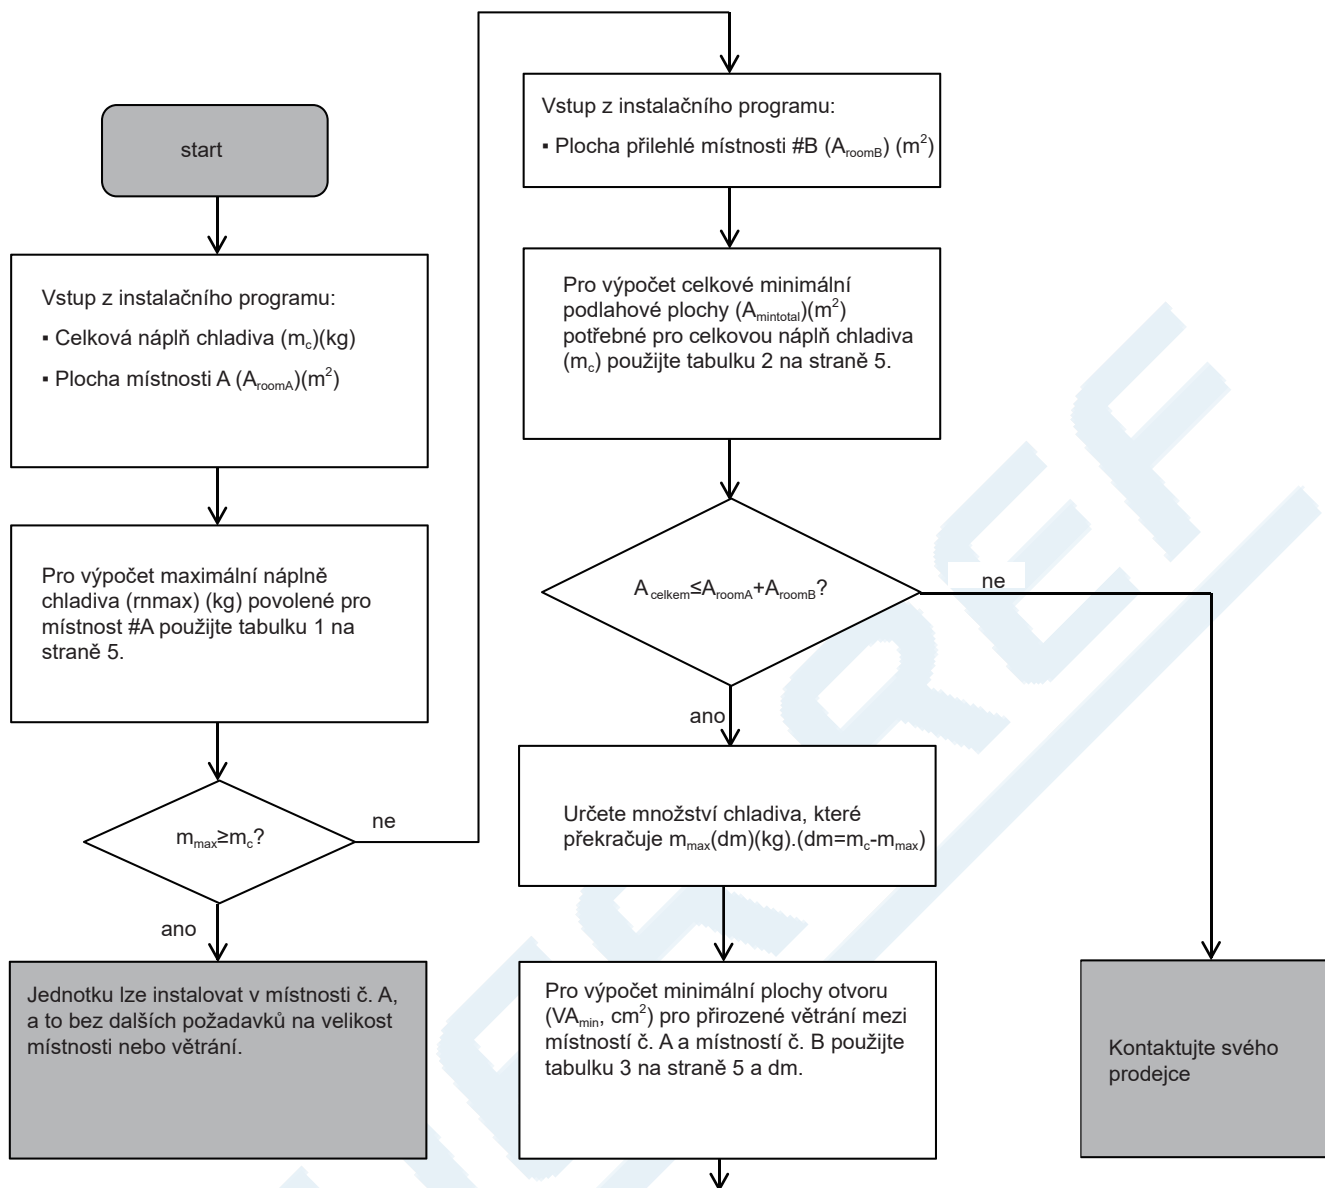 start
Vstup z instalačního programu:
▪ Celková náplň chladiva (mc)(kg)
▪ Plocha místnosti A (AroomA)(m²)
Pro výpočet maximální náplně
chladiva (rnmax) (kg) povolené pro
místnost #A použijte tabulku 1 na
straně 5.
mmax≥mc?
ne
ano
Jednotku lze instalovat v místnosti č. A,
a to bez dalších požadavků na velikost
místnosti nebo větrání.
Vstup z instalačního programu:
▪ Plocha přilehlé místnosti #B (AroomB) (m²)
Pro výpočet celkové minimální
podlahové plochy (Amintotal)(m²)
potřebné pro celkovou náplň chladiva
(mc) použijte tabulku 2 na straně 5.
A celkem≤AroomA+AroomB?
ne
ano
Určete množství chladiva, které
překračuje mmax(dm)(kg).(dm=mc-mmax)
Pro výpočet minimální plochy otvoru
(VAmin, cm²) pro přirozené větrání mezi
místností č. A a místností č. B použijte
tabulku 3 na straně 5 a dm.
Kontaktujte svého
prodejce